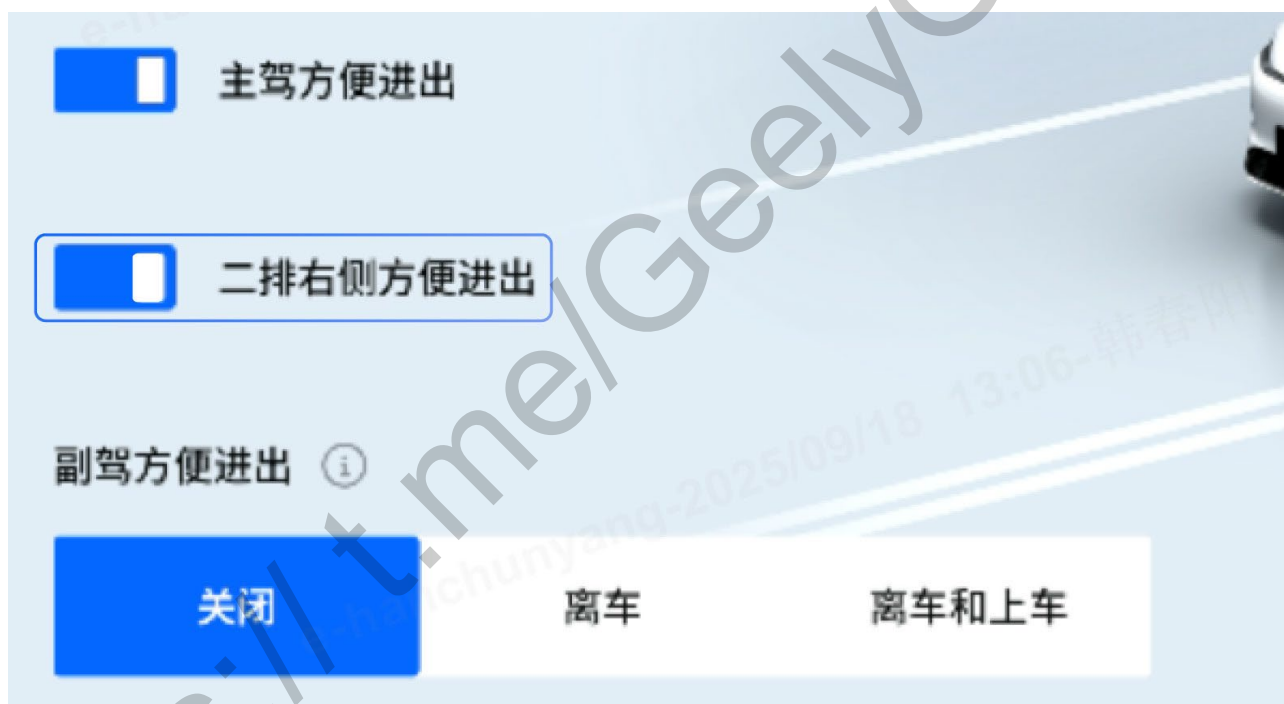 主驾方便进出
二排右侧方便进出
副驾方便进出 ⓘ
关闭 离车 离车和上车
://t.me/Geely
e-hanchunyang-2025/09/18 13:06-韩春阳